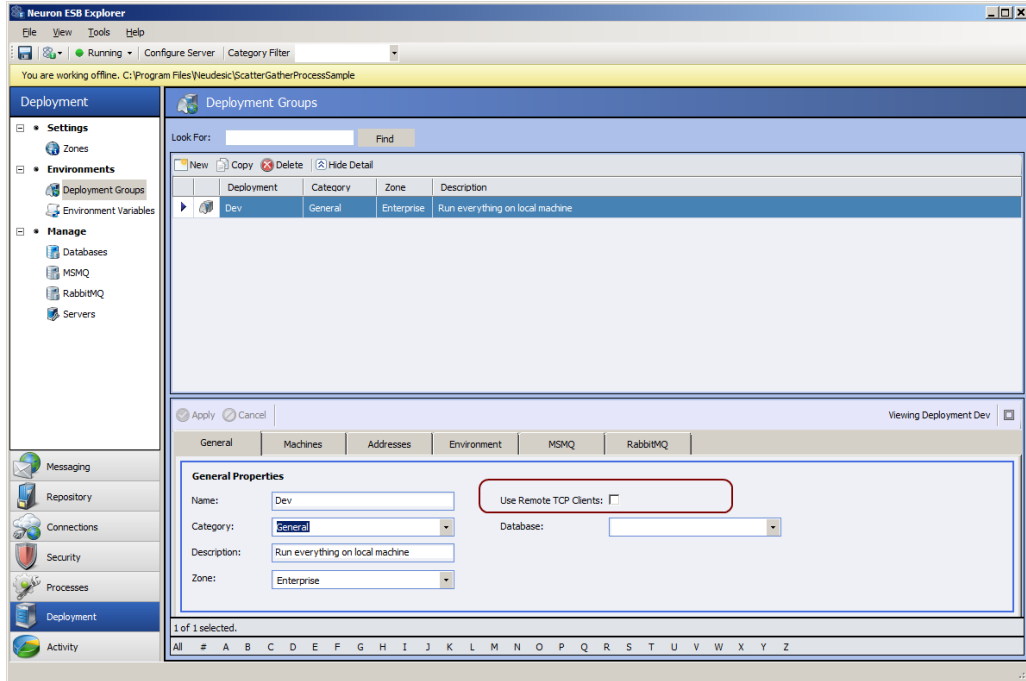 Neuron ESB Explorer
File View Tools Help
Running Configure Server Category Filter
You are working offline. C:\Program Files\Neudesic\ScatterGatherProcessSample
Deployment
Settings
Zones
Environments
Deployment Groups
Environment Variables
Manage
Databases
MSMQ
RabbitMQ
Servers
Messaging
Repository
Connections
Security
Processes
Deployment
Activity
Deployment Groups
Look For: Find
New Copy Delete Hide Detail
Deployment Category Zone Description
Dev General Enterprise Run everything on local machine
Apply Cancel Viewing Deployment Dev
General Machines Addresses Environment MSMQ RabbitMQ
General Properties
Name: Dev Use Remote TCP Clients:
Category: General Database:
Description: Run everything on local machine
Zone: Enterprise
1 of 1 selected.
All # A B C D E F G H I J K L M N O P Q R S T U V W X Y Z